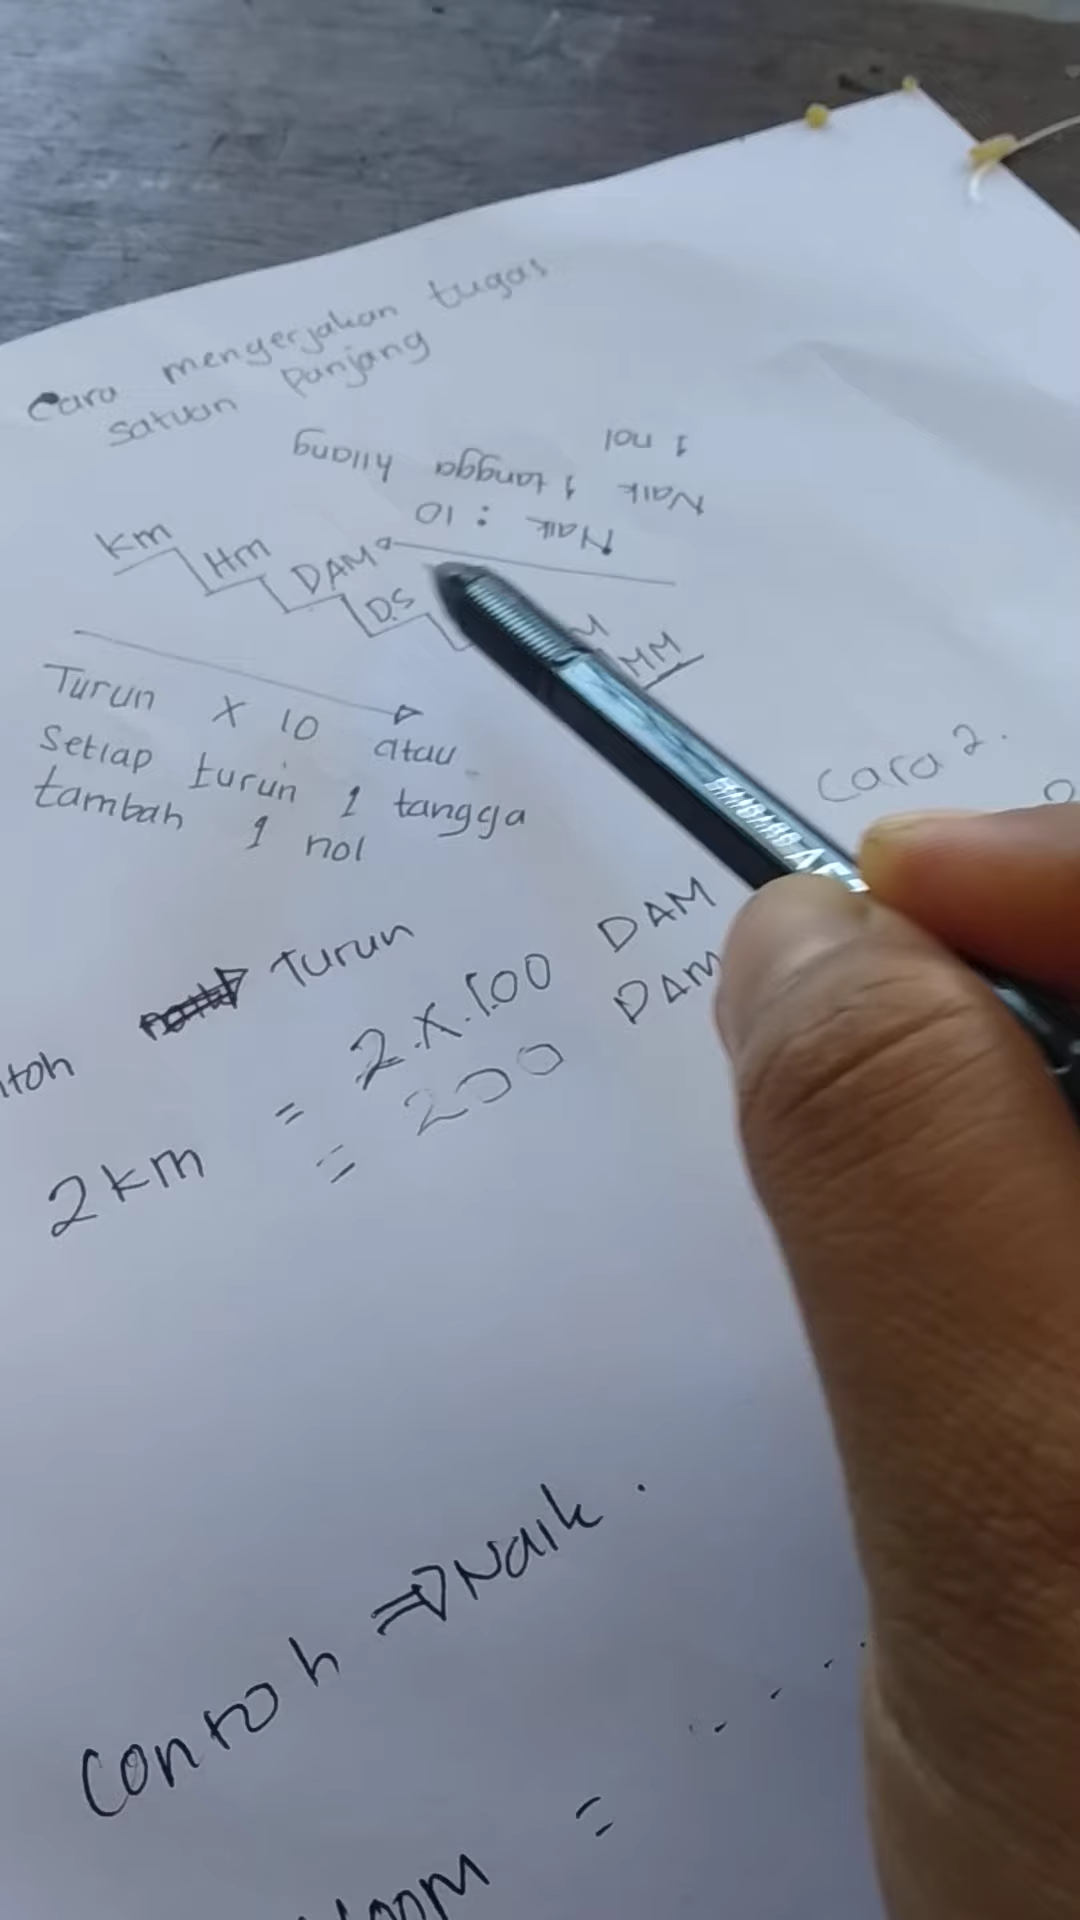 Cara mengerjakan tugas
satuan panjang
Naik : 10
Naik 1 tangga hilang
1 nol
Km
Hm
DAM
MM
Turun X 10 atau
setiap turun 1 tangga
tambah 1 nol
Cara 2.
Turun
2 km = 2 x 100 DAM
= 200 DAM
Contoh ⇒ Naik.
=